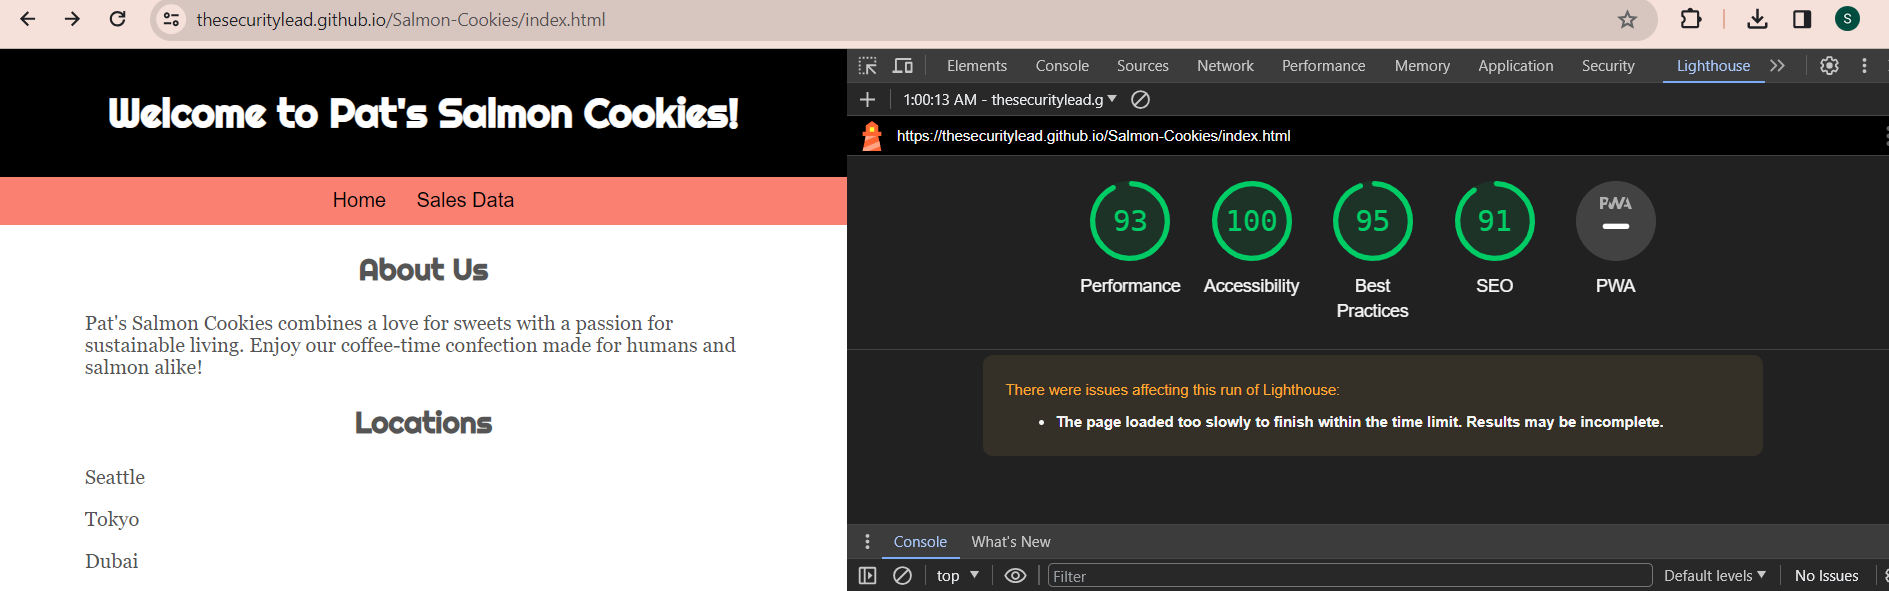 thesecuritylead.github.io/Salmon-Cookies/index.html
S
Welcome to Pat's Salmon Cookies!
Home Sales Data
About Us
Pat's Salmon Cookies combines a love for sweets with a passion for
sustainable living. Enjoy our coffee-time confection made for humans and
salmon alike!
Locations
Seattle
Tokyo
Dubai
Elements Console Sources Network Performance Memory Application Security Lighthouse
1:00:13 AM - thesecuritylead.g
https://thesecuritylead.github.io/Salmon-Cookies/index.html
93 100 95 91 PWA
Performance Accessibility Best Practices SEO PWA
There were issues affecting this run of Lighthouse:
• The page loaded too slowly to finish within the time limit. Results may be incomplete.
Console What's New
top Filter Default levels No Issues